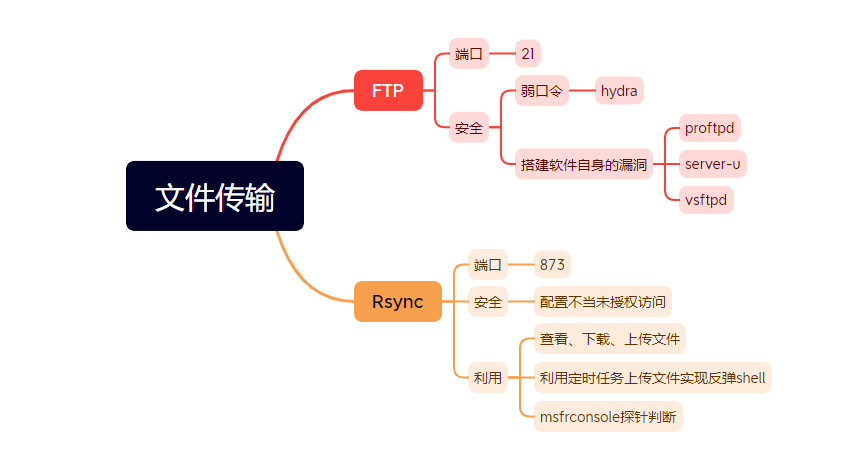 文件传输
FTP
端口
21
安全
弱口令
hydra
搭建软件自身的漏洞
proftpd
server-u
vsftpd
Rsync
端口
873
安全
配置不当未授权访问
利用
查看、下载、上传文件
利用定时任务上传文件实现反弹shell
msfrconsole探针判断